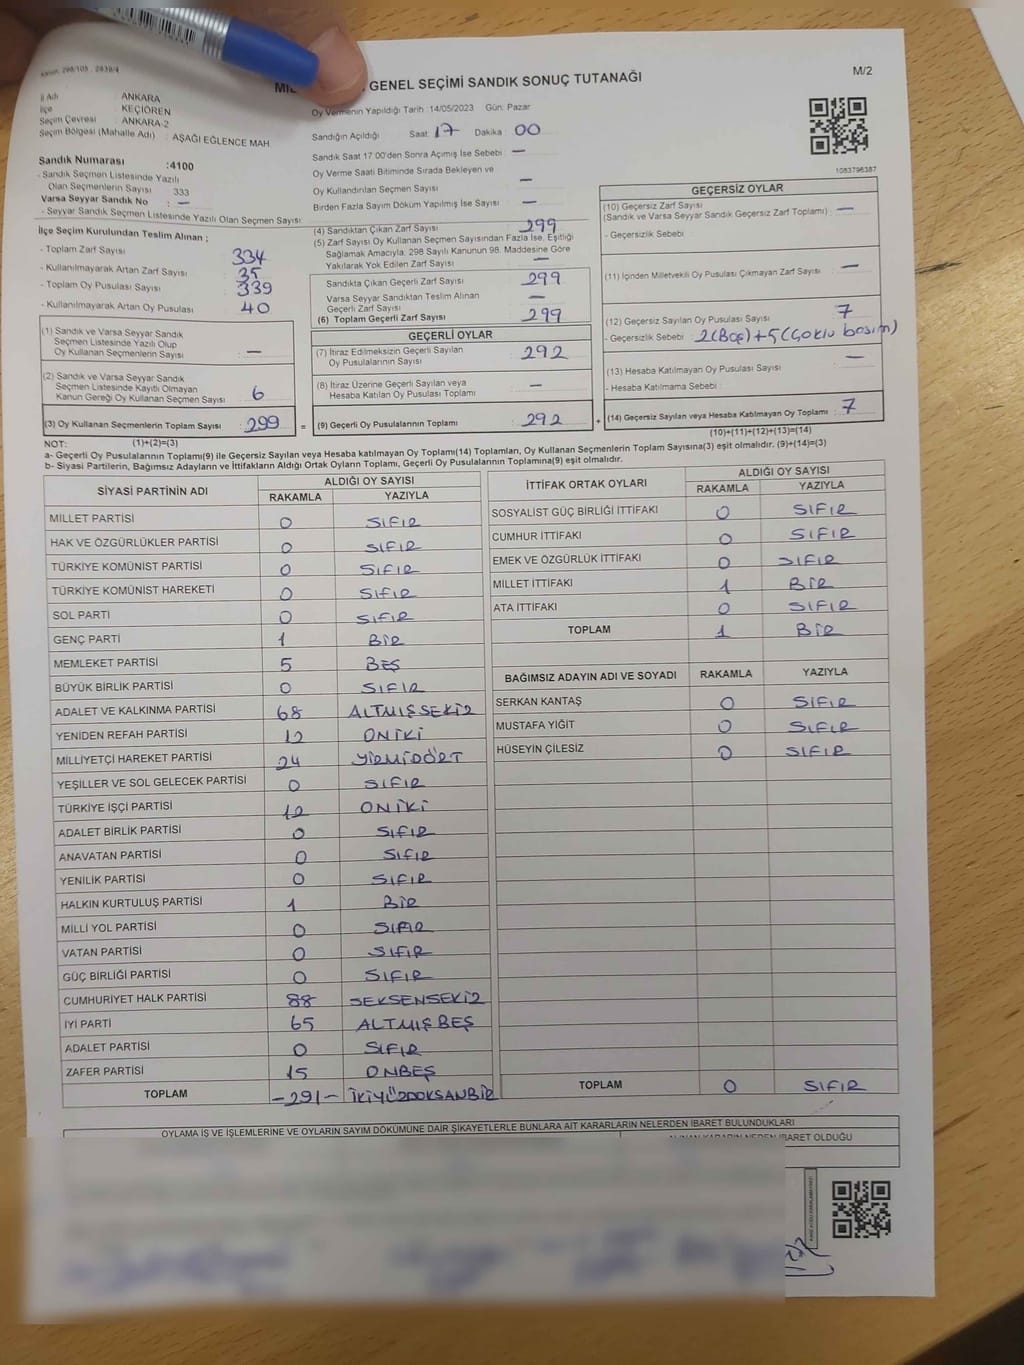 Kanun: 298/105 - 2839/4
GENEL SEÇİMİ SANDIK SONUÇ TUTANAĞI
M/2
İl Adı : ANKARA
İlçe : KEÇİÖREN
Seçim Çevresi : ANKARA-2
Seçim Bölgesi (Mahalle Adı) : AŞAĞI EĞLENCE MAH
Sandık Numarası :4100
- Sandık Seçmen Listesinde Yazılı
Olan Seçmenlerin Sayısı : 333
Varsa Seyyar Sandık No : —
- Seyyar Sandık Seçmen Listesinde Yazılı Olan Seçmen Sayısı:
Oy Vermenin Yapıldığı Tarih :14/05/2023 Gün: Pazar
Sandığın Açıldığı Saat: 17 Dakika : 00
Sandık Saat 17:00'den Sonra Açılmış İse Sebebi : —
Oy Verme Saati Bitiminde Sırada Bekleyen ve
Oy Kullandırılan Seçmen Sayısı : —
Birden Fazla Sayım Döküm Yapılmış İse Sayısı : —
1083796387
İlçe Seçim Kurulundan Teslim Alınan ;
- Toplam Zarf Sayısı : 334
- Kullanılmayarak Artan Zarf Sayısı : 35
- Toplam Oy Pusulası Sayısı : 339
- Kullanılmayarak Artan Oy Pusulası : 40
(4) Sandıktan Çıkan Zarf Sayısı : 299
(5) Zarf Sayısı Oy Kullanan Seçmen Sayısından Fazla İse, Eşitliği
Sağlamak Amacıyla, 298 Sayılı Kanunun 98. Maddesine Göre
Yakılarak Yok Edilen Zarf Sayısı : —
Sandıkta Çıkan Geçerli Zarf Sayısı : 299
Varsa Seyyar Sandıktan Teslim Alınan
Geçerli Zarf Sayısı : —
(6) Toplam Geçerli Zarf Sayısı : 299
GEÇERSİZ OYLAR
(10) Geçersiz Zarf Sayısı
(Sandık ve Varsa Seyyar Sandık Geçersiz Zarf Toplamı) : —
- Geçersizlik Sebebi :
(11) İçinden Milletvekili Oy Pusulası Çıkmayan Zarf Sayısı : —
(12) Geçersiz Sayılan Oy Pusulası Sayısı : 7
- Geçersizlik Sebebi : 2(Boş)+5(Çoklu basım)
(13) Hesaba Katılmayan Oy Pusulası Sayısı : —
- Hesaba Katılmama Sebebi :
(14) Geçersiz Sayılan veya Hesaba Katılmayan Oy Toplamı : 7
(10)+(11)+(12)+(13)=(14)
(1) Sandık ve Varsa Seyyar Sandık
Seçmen Listesinde Yazılı Olup
Oy Kullanan Seçmenlerin Sayısı : —
(2) Sandık ve Varsa Seyyar Sandık
Seçmen Listesinde Kayıtlı Olmayan
Kanun Gereği Oy Kullanan Seçmen Sayısı : 6
(3) Oy Kullanan Seçmenlerin Toplam Sayısı : 299 =
GEÇERLİ OYLAR
(7) İtiraz Edilmeksizin Geçerli Sayılan
Oy Pusulalarının Sayısı : 292
(8) İtiraz Üzerine Geçerli Sayılan veya
Hesaba Katılan Oy Pusulası Toplamı : —
(9) Geçerli Oy Pusulalarının Toplamı : 292 +
NOT: (1)+(2)=(3)
a- Geçerli Oy Pusulalarının Toplamı(9) ile Geçersiz Sayılan veya Hesaba katılmayan Oy Toplamı(14) Toplamları, Oy Kullanan Seçmenlerin Toplam Sayısına(3) eşit olmalıdır. (9)+(14)=(3)
b- Siyasi Partilerin, Bağımsız Adayların ve İttifakların Aldığı Ortak Oyların Toplamı, Geçerli Oy Pusulalarının Toplamına(9) eşit olmalıdır.
SİYASİ PARTİNİN ADI ALDIĞI OY SAYISI
RAKAMLA YAZIYLA
MİLLET PARTİSİ 0 SIFIR
HAK VE ÖZGÜRLÜKLER PARTİSİ 0 SIFIR
TÜRKİYE KOMÜNİST PARTİSİ 0 SIFIR
TÜRKİYE KOMÜNİST HAREKETİ 0 SIFIR
SOL PARTİ 0 SIFIR
GENÇ PARTİ 1 BİR
MEMLEKET PARTİSİ 5 BEŞ
BÜYÜK BİRLİK PARTİSİ 0 SIFIR
ADALET VE KALKINMA PARTİSİ 68 ALTMIŞSEKİZ
YENİDEN REFAH PARTİSİ 12 ONİKİ
MİLLİYETÇİ HAREKET PARTİSİ 24 YİRMİDÖRT
YEŞİLLER VE SOL GELECEK PARTİSİ 0 SIFIR
TÜRKİYE İŞÇİ PARTİSİ 12 ONİKİ
ADALET BİRLİK PARTİSİ 0 SIFIR
ANAVATAN PARTİSİ 0 SIFIR
YENİLİK PARTİSİ 0 SIFIR
HALKIN KURTULUŞ PARTİSİ 1 BİR
MİLLİ YOL PARTİSİ 0 SIFIR
VATAN PARTİSİ 0 SIFIR
GÜÇ BİRLİĞİ PARTİSİ 0 SIFIR
CUMHURİYET HALK PARTİSİ 88 SEKSENSEKİZ
İYİ PARTİ 65 ALTMIŞBEŞ
ADALET PARTİSİ 0 SIFIR
ZAFER PARTİSİ 15 ONBEŞ
TOPLAM -291- İKİYÜZDOKSANBİR
İTTİFAK ORTAK OYLARI ALDIĞI OY SAYISI
RAKAMLA YAZIYLA
SOSYALİST GÜÇ BİRLİĞİ İTTİFAKI 0 SIFIR
CUMHUR İTTİFAKI 0 SIFIR
EMEK VE ÖZGÜRLÜK İTTİFAKI 0 SIFIR
MİLLET İTTİFAKI 1 BİR
ATA İTTİFAKI 0 SIFIR
TOPLAM 1 BİR
BAĞIMSIZ ADAYIN ADI VE SOYADI RAKAMLA YAZIYLA
SERKAN KANTAŞ 0 SIFIR
MUSTAFA YİĞİT 0 SIFIR
HÜSEYİN ÇİLESİZ 0 SIFIR
TOPLAM 0 SIFIR
OYLAMA İŞ VE İŞLEMLERİNE VE OYLARIN SAYIM DÖKÜMÜNE DAİR ŞİKAYETLERLE BUNLARA AİT KARARLARIN NELERDEN İBARET BULUNDUKLARI
ALINAN KARARIN NEDEN İBARET OLDUĞU